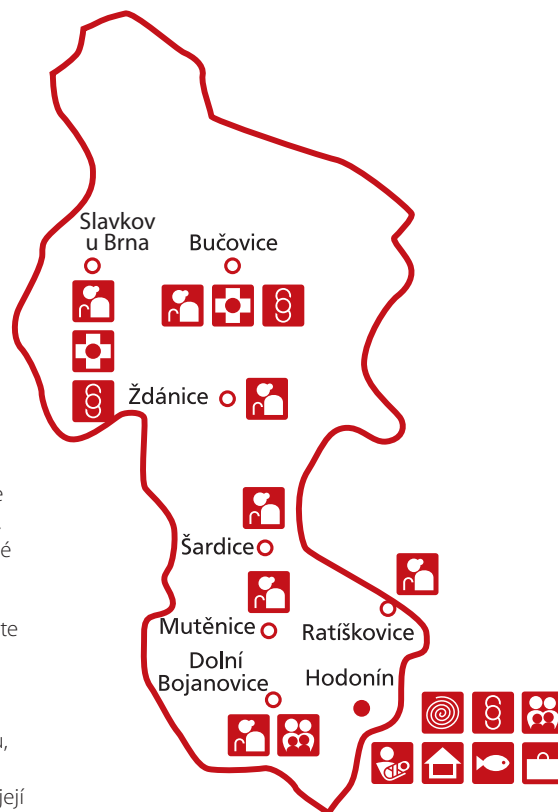 Slavkov
u Brna
Bučovice
Ždánice
Šardice
Mutěnice
Ratíškovice
Dolní
Bojanovice
Hodonín
é